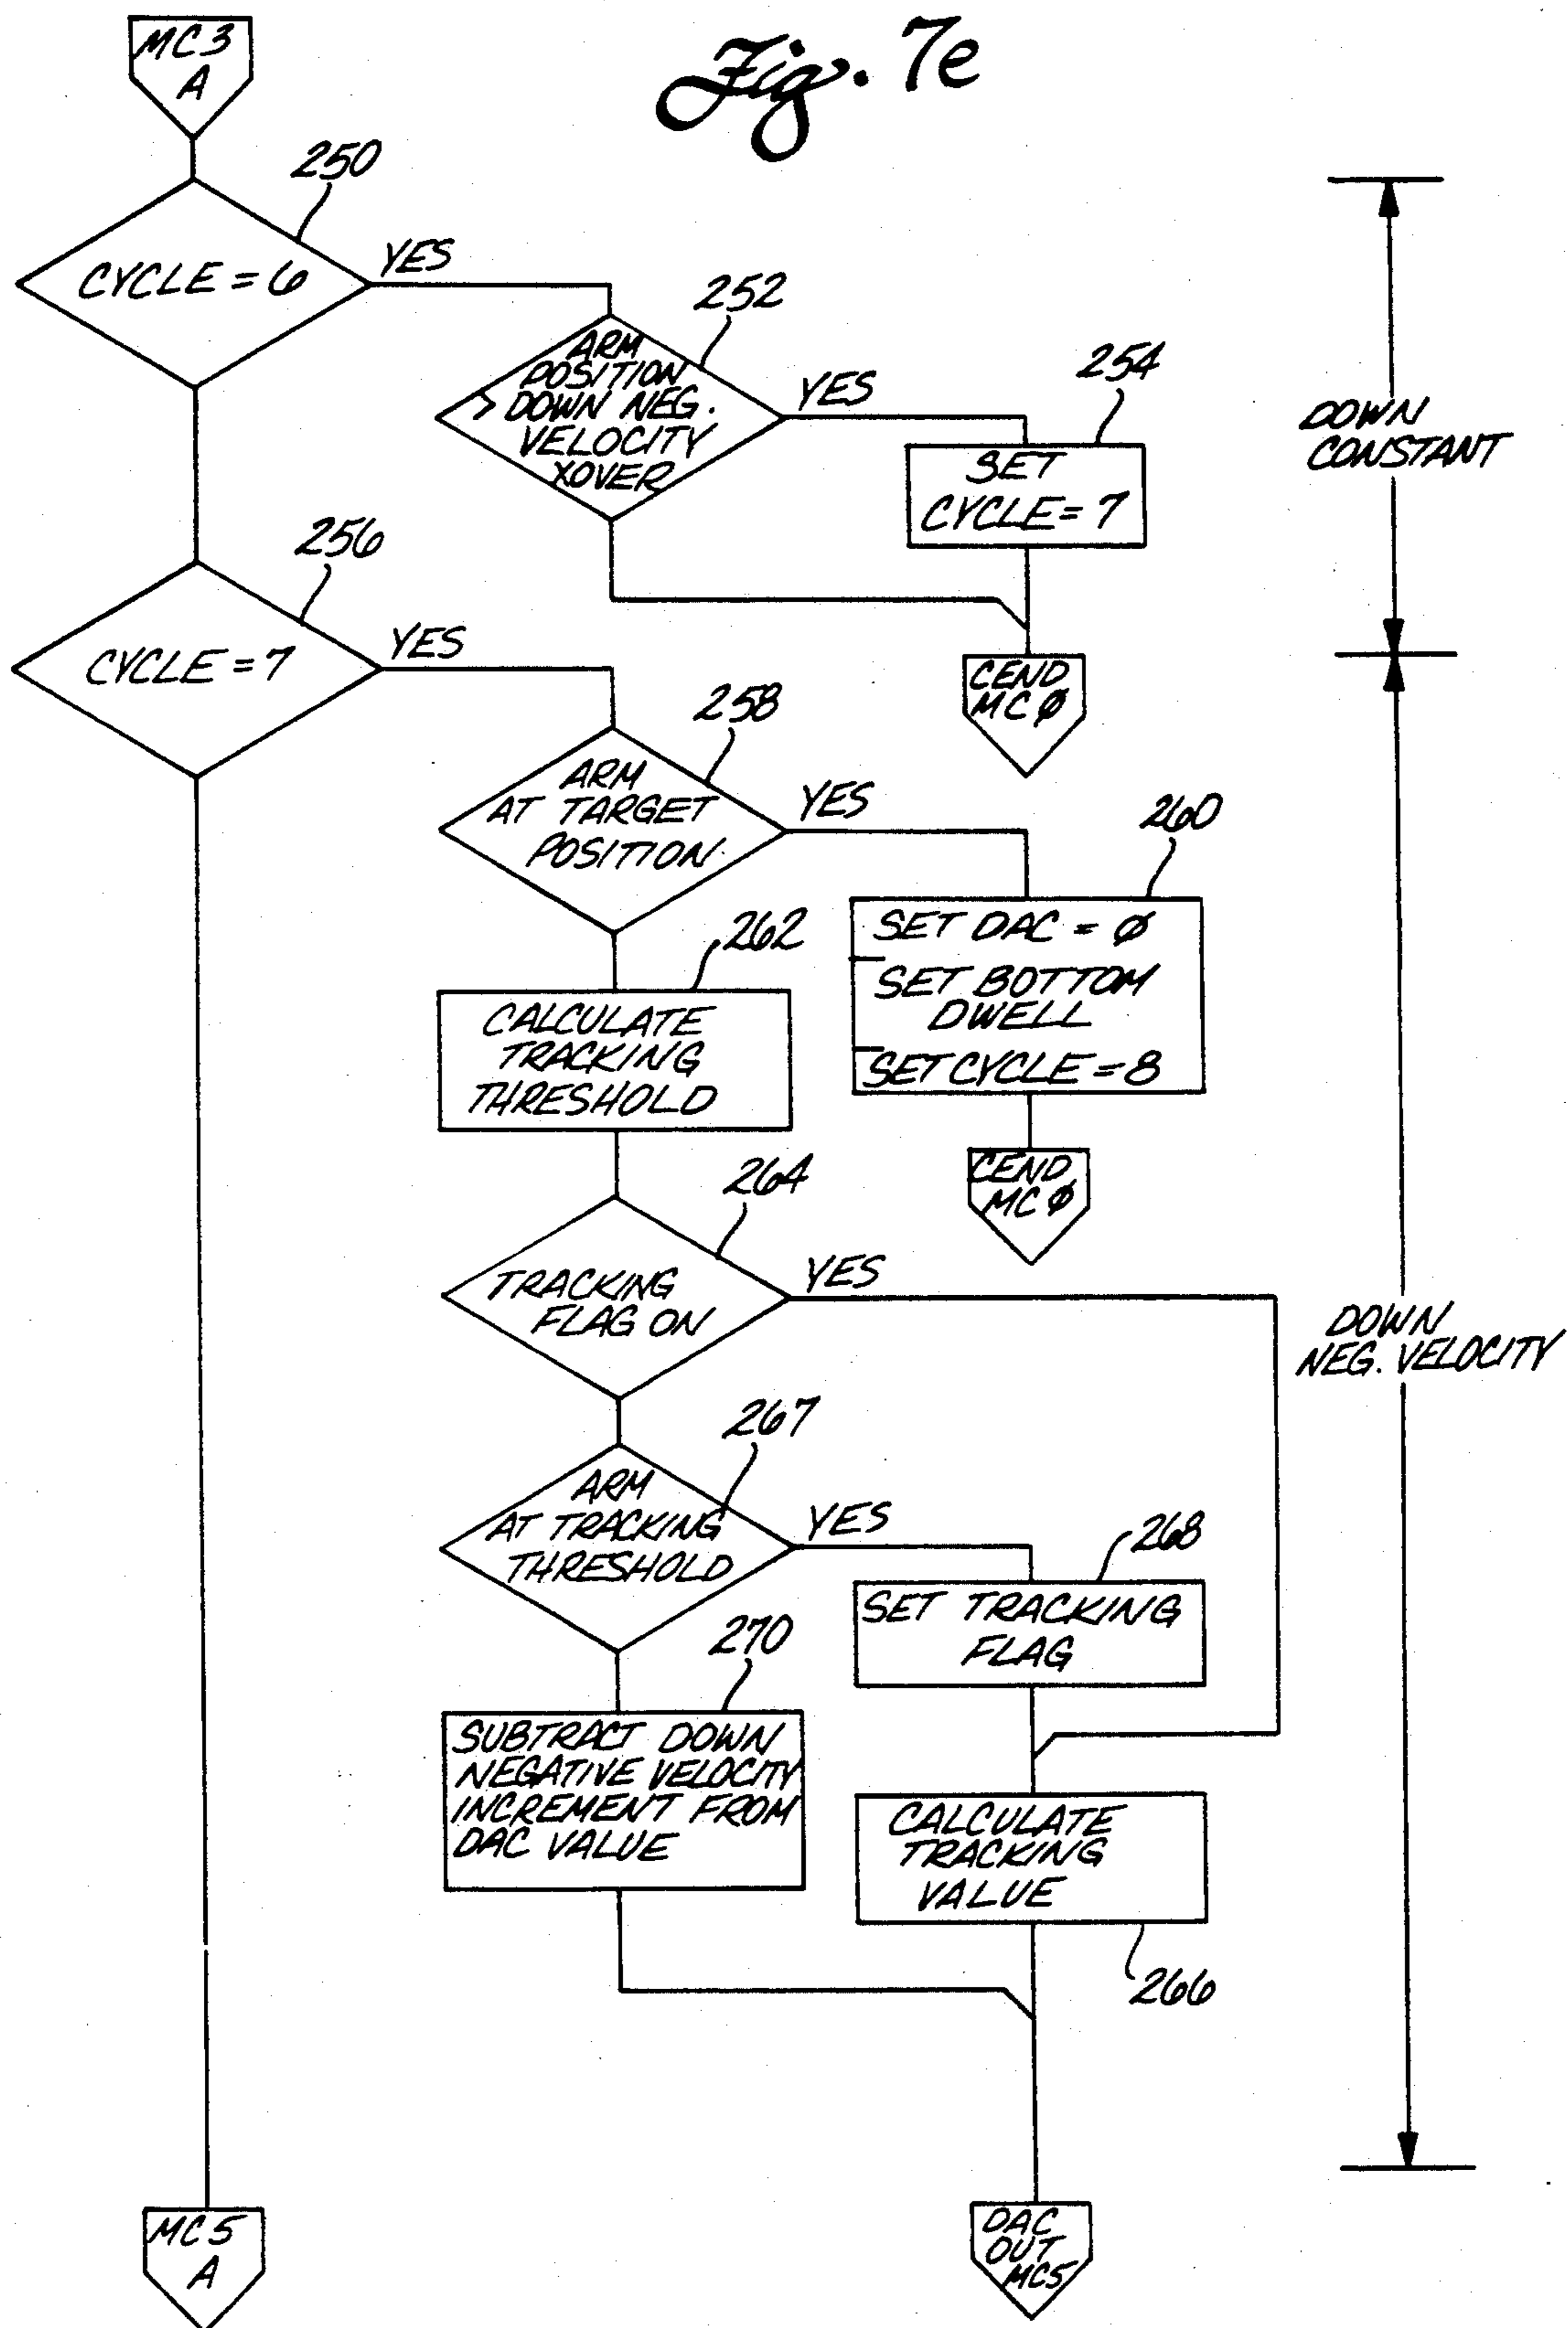 Fig. 7e
MC3
A
250
CYCLE = 6
YES
252
ARM
POSITION
> DOWN NEG.
VELOCITY
XOVER
YES
254
SET
CYCLE = 7
DOWN
CONSTANT
CEND
MC Ø
256
CYCLE = 7
YES
258
ARM
AT TARGET
POSITION
YES
260
SET DAC = Ø
SET BOTTOM
DWELL
SET CYCLE = 8
CEND
MC Ø
262
CALCULATE
TRACKING
THRESHOLD
264
TRACKING
FLAG ON
YES
DOWN
NEG. VELOCITY
267
ARM
AT TRACKING
THRESHOLD
YES
268
SET TRACKING
FLAG
270
SUBTRACT DOWN
NEGATIVE VELOCITY
INCREMENT FROM
DAC VALUE
CALCULATE
TRACKING
VALUE
266
MC5
A
DAC
OUT
MC5